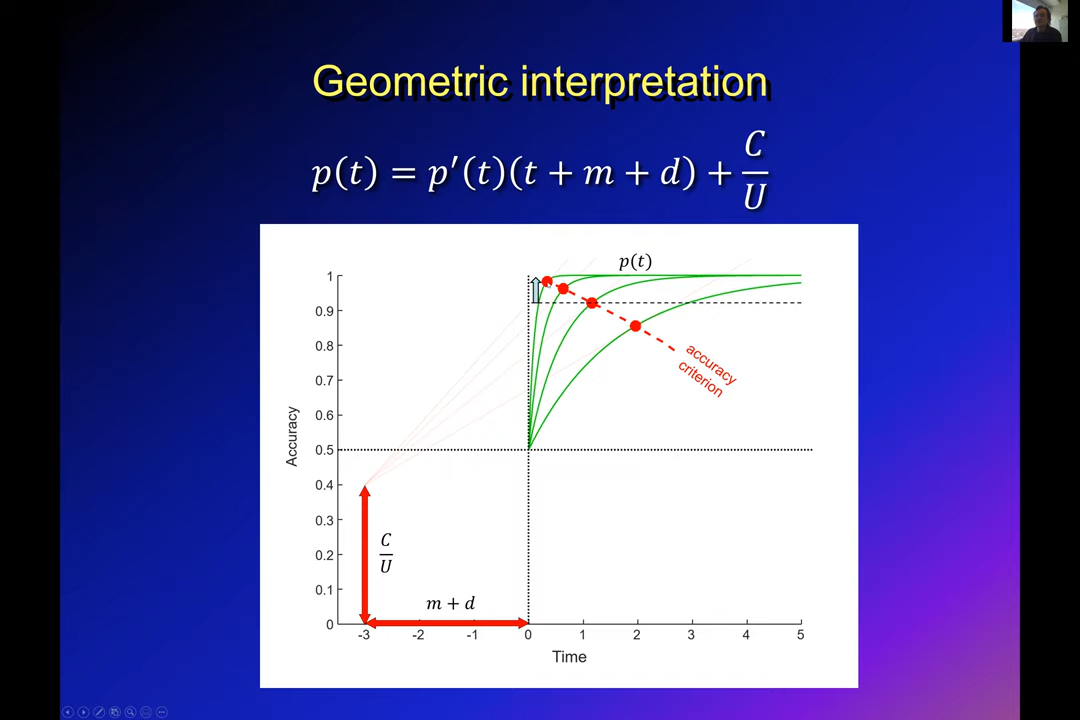 Geometric interpretation
p(t) = p′(t)(t + m + d) + C/U
p(t)
1
0.9
0.8
0.7
0.6
0.5
0.4
0.3
0.2
0.1
0
Accuracy
accuracy
criterion
C/U
m + d
-3 -2 -1 0 1 2 3 4 5
Time